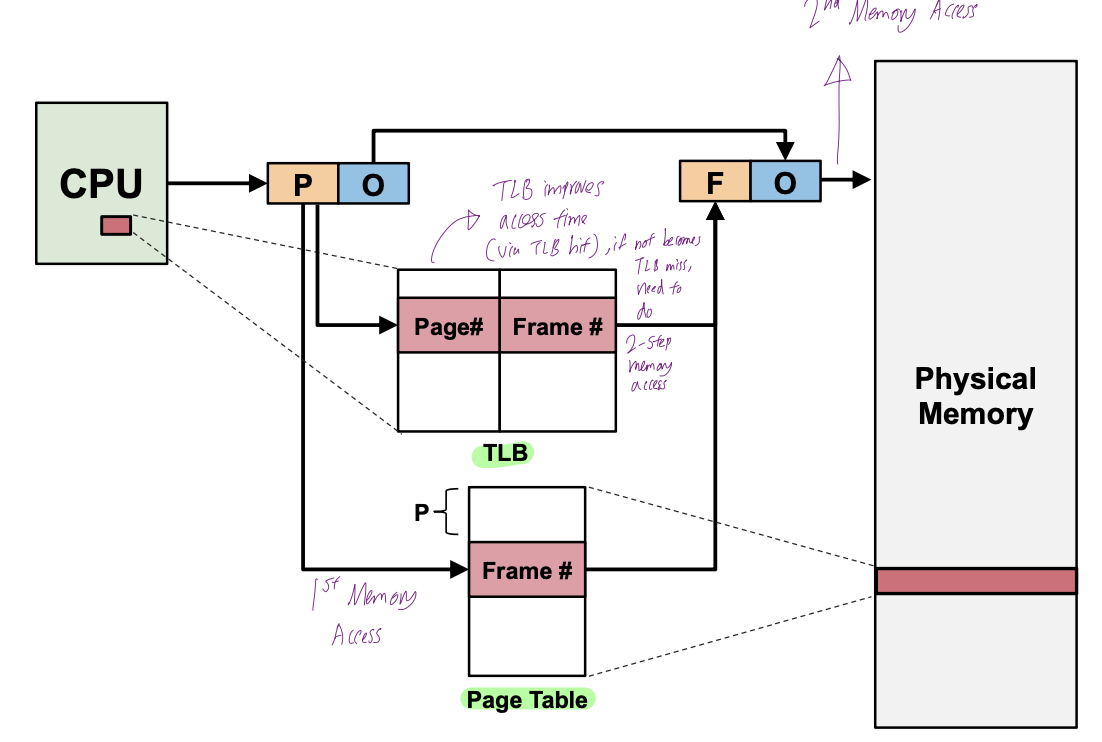 2nd Memory Access
CPU
P O
F O
TLB improves
access time
(via TLB hit), if not becomes
TLB miss,
need to
do
2-step
memory
access
Page# Frame #
TLB
Physical
Memory
P
Frame #
1st Memory
Access
Page Table